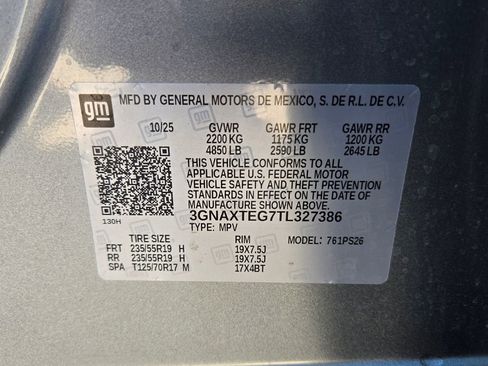 gm
MFD BY GENERAL MOTORS DE MEXICO, S. DE R.L. DE C.V.
10/25 GVWR GAWR FRT GAWR RR
2200 KG 1175 KG 1200 KG
4850 LB 2590 LB 2645 LB
THIS VEHICLE CONFORMS TO ALL
APPLICABLE U.S. FEDERAL MOTOR
VEHICLE SAFETY AND THEFT PREVENTION
STANDARDS IN EFFECT ON THE DATE OF
MANUFACTURE SHOWN ABOVE.
3GNAXTEG7TL327386
130H
TYPE: MPV
TIRE SIZE RIM MODEL: 761PS26
FRT 235/55R19 H 19X7.5J
RR 235/55R19 H 19X7.5J
SPA T125/70R17 M 17X4BT